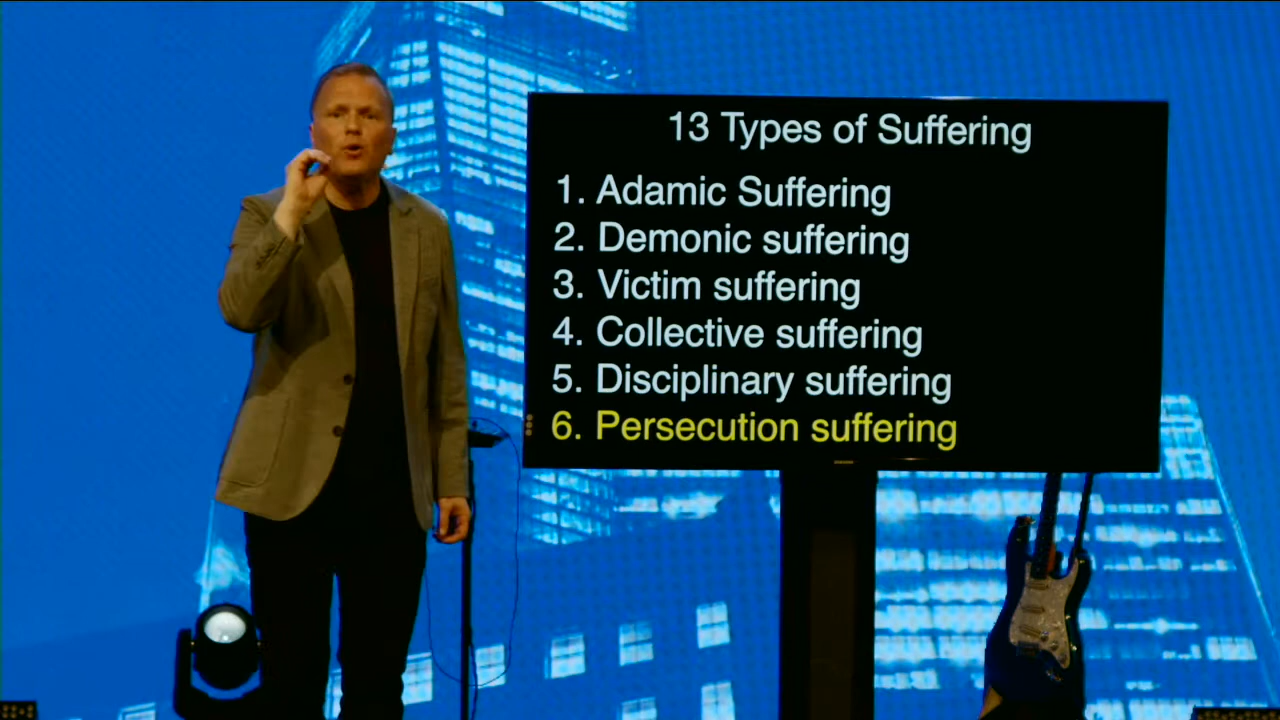 13 Types of Suffering
1. Adamic Suffering
2. Demonic suffering
3. Victim suffering
4. Collective suffering
5. Disciplinary suffering
6. Persecution suffering